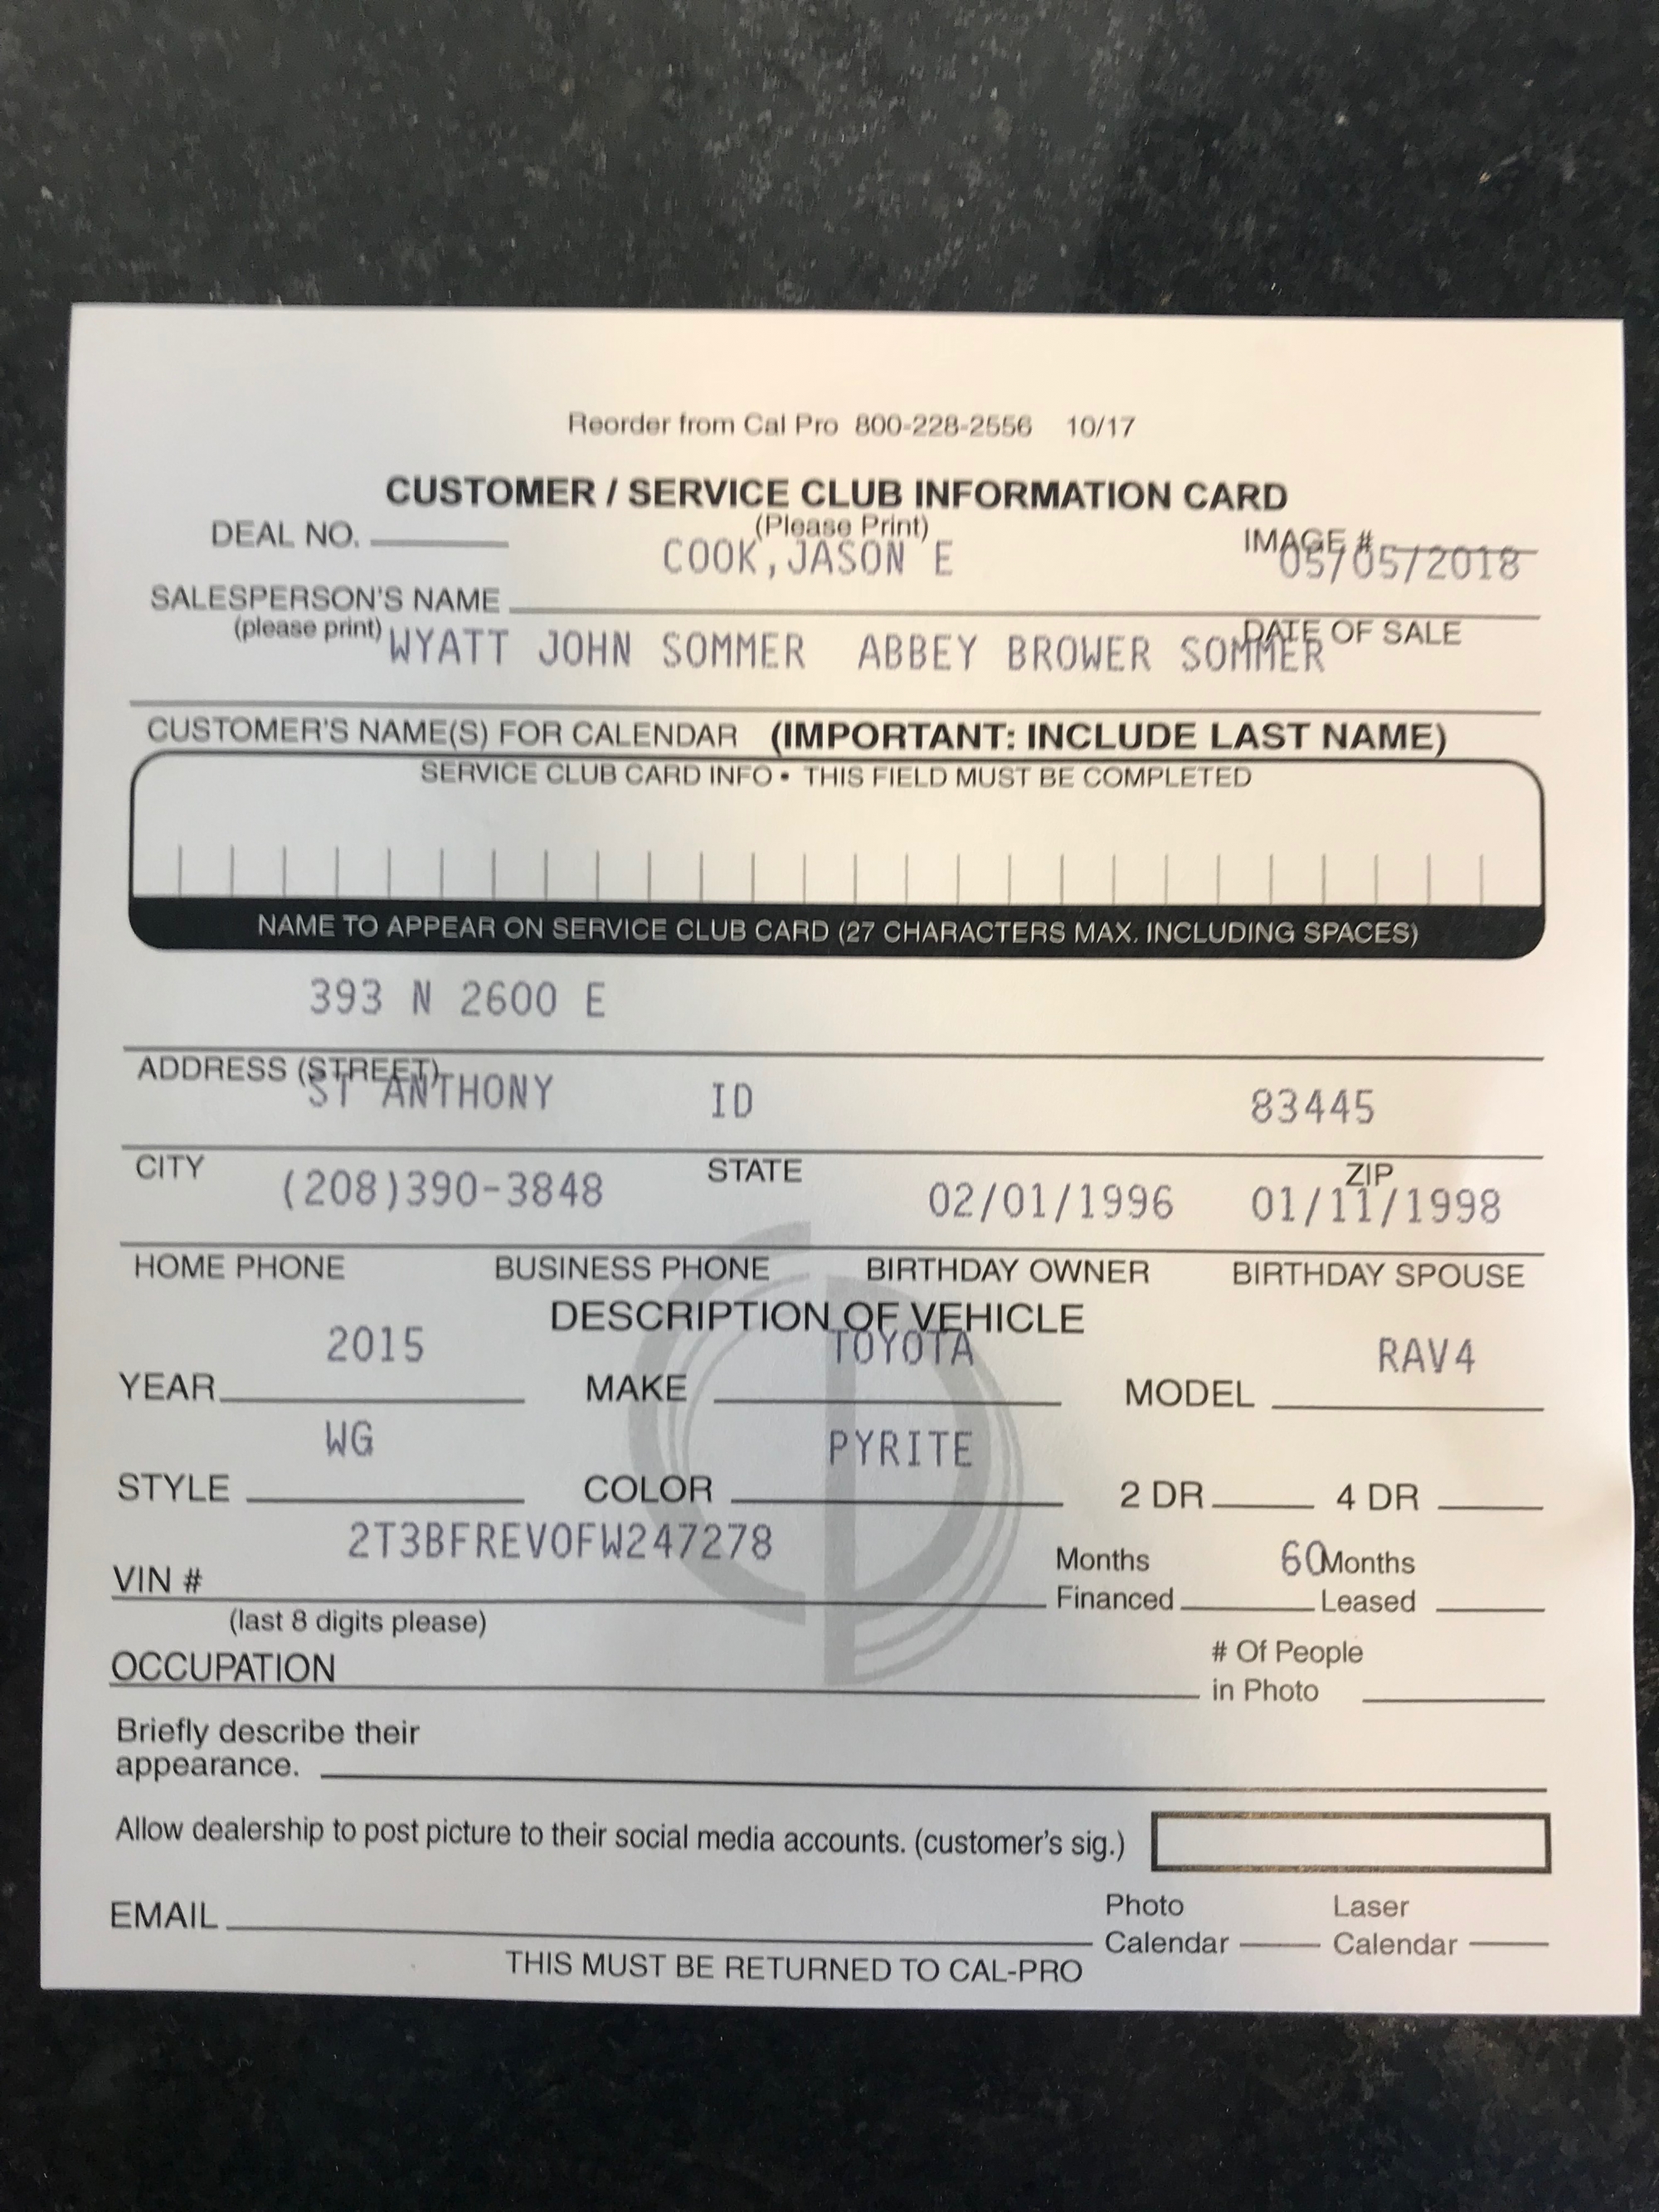 Reorder from Cal Pro 800-228-2556 10/17
CUSTOMER / SERVICE CLUB INFORMATION CARD
(Please Print)
DEAL NO. IMAGE #
COOK,JASON E 05/05/2018
SALESPERSON'S NAME
(please print) DATE OF SALE
WYATT JOHN SOMMER ABBEY BROWER SOMMER
CUSTOMER'S NAME(S) FOR CALENDAR (IMPORTANT: INCLUDE LAST NAME)
SERVICE CLUB CARD INFO • THIS FIELD MUST BE COMPLETED
NAME TO APPEAR ON SERVICE CLUB CARD (27 CHARACTERS MAX. INCLUDING SPACES)
393 N 2600 E
ADDRESS (STREET)
ST ANTHONY ID 83445
CITY STATE ZIP
(208)390-3848 02/01/1996 01/11/1998
HOME PHONE BUSINESS PHONE BIRTHDAY OWNER BIRTHDAY SPOUSE
DESCRIPTION OF VEHICLE
2015 TOYOTA RAV4
YEAR MAKE MODEL
WG PYRITE
STYLE COLOR 2 DR 4 DR
2T3BFREV0FW247278 60
VIN # Months Financed Months Leased
(last 8 digits please)
OCCUPATION # Of People in Photo
Briefly describe their
appearance.
Allow dealership to post picture to their social media accounts. (customer's sig.)
EMAIL Photo Calendar Laser Calendar
THIS MUST BE RETURNED TO CAL-PRO